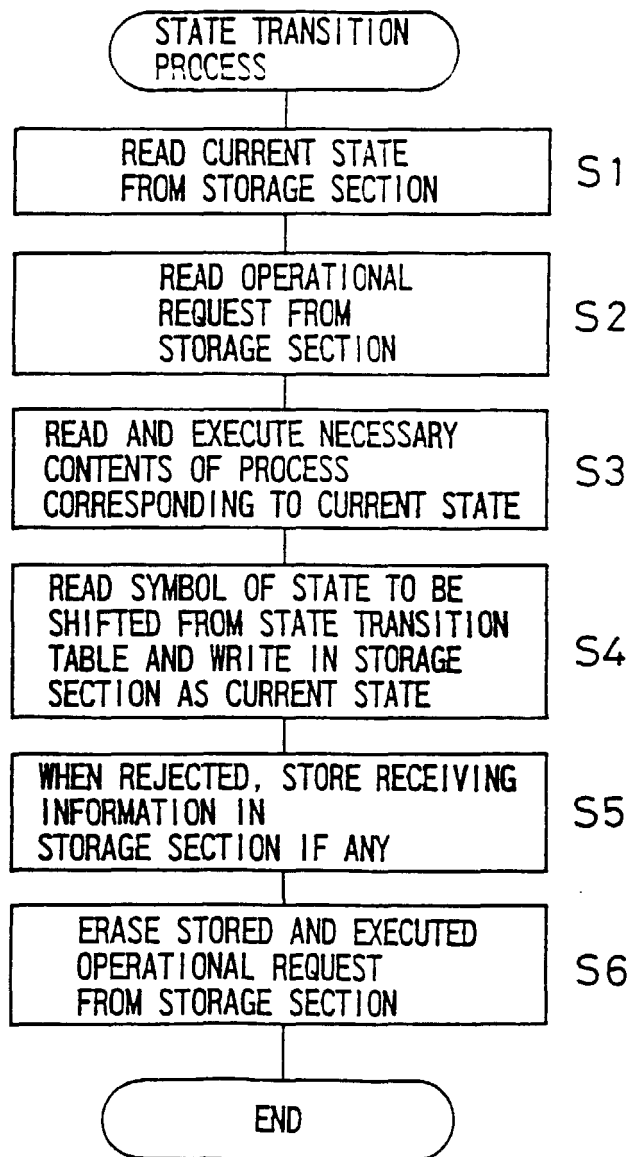 STATE TRANSITION
PROCESS
READ CURRENT STATE
FROM STORAGE SECTION
S1
READ OPERATIONAL
REQUEST FROM
STORAGE SECTION
S2
READ AND EXECUTE NECESSARY
CONTENTS OF PROCESS
CORRESPONDING TO CURRENT STATE
S3
READ SYMBOL OF STATE TO BE
SHIFTED FROM STATE TRANSITION
TABLE AND WRITE IN STORAGE
SECTION AS CURRENT STATE
S4
WHEN REJECTED, STORE RECEIVING
INFORMATION IN
STORAGE SECTION IF ANY
S5
ERASE STORED AND EXECUTED
OPERATIONAL REQUEST
FROM STORAGE SECTION
S6
END